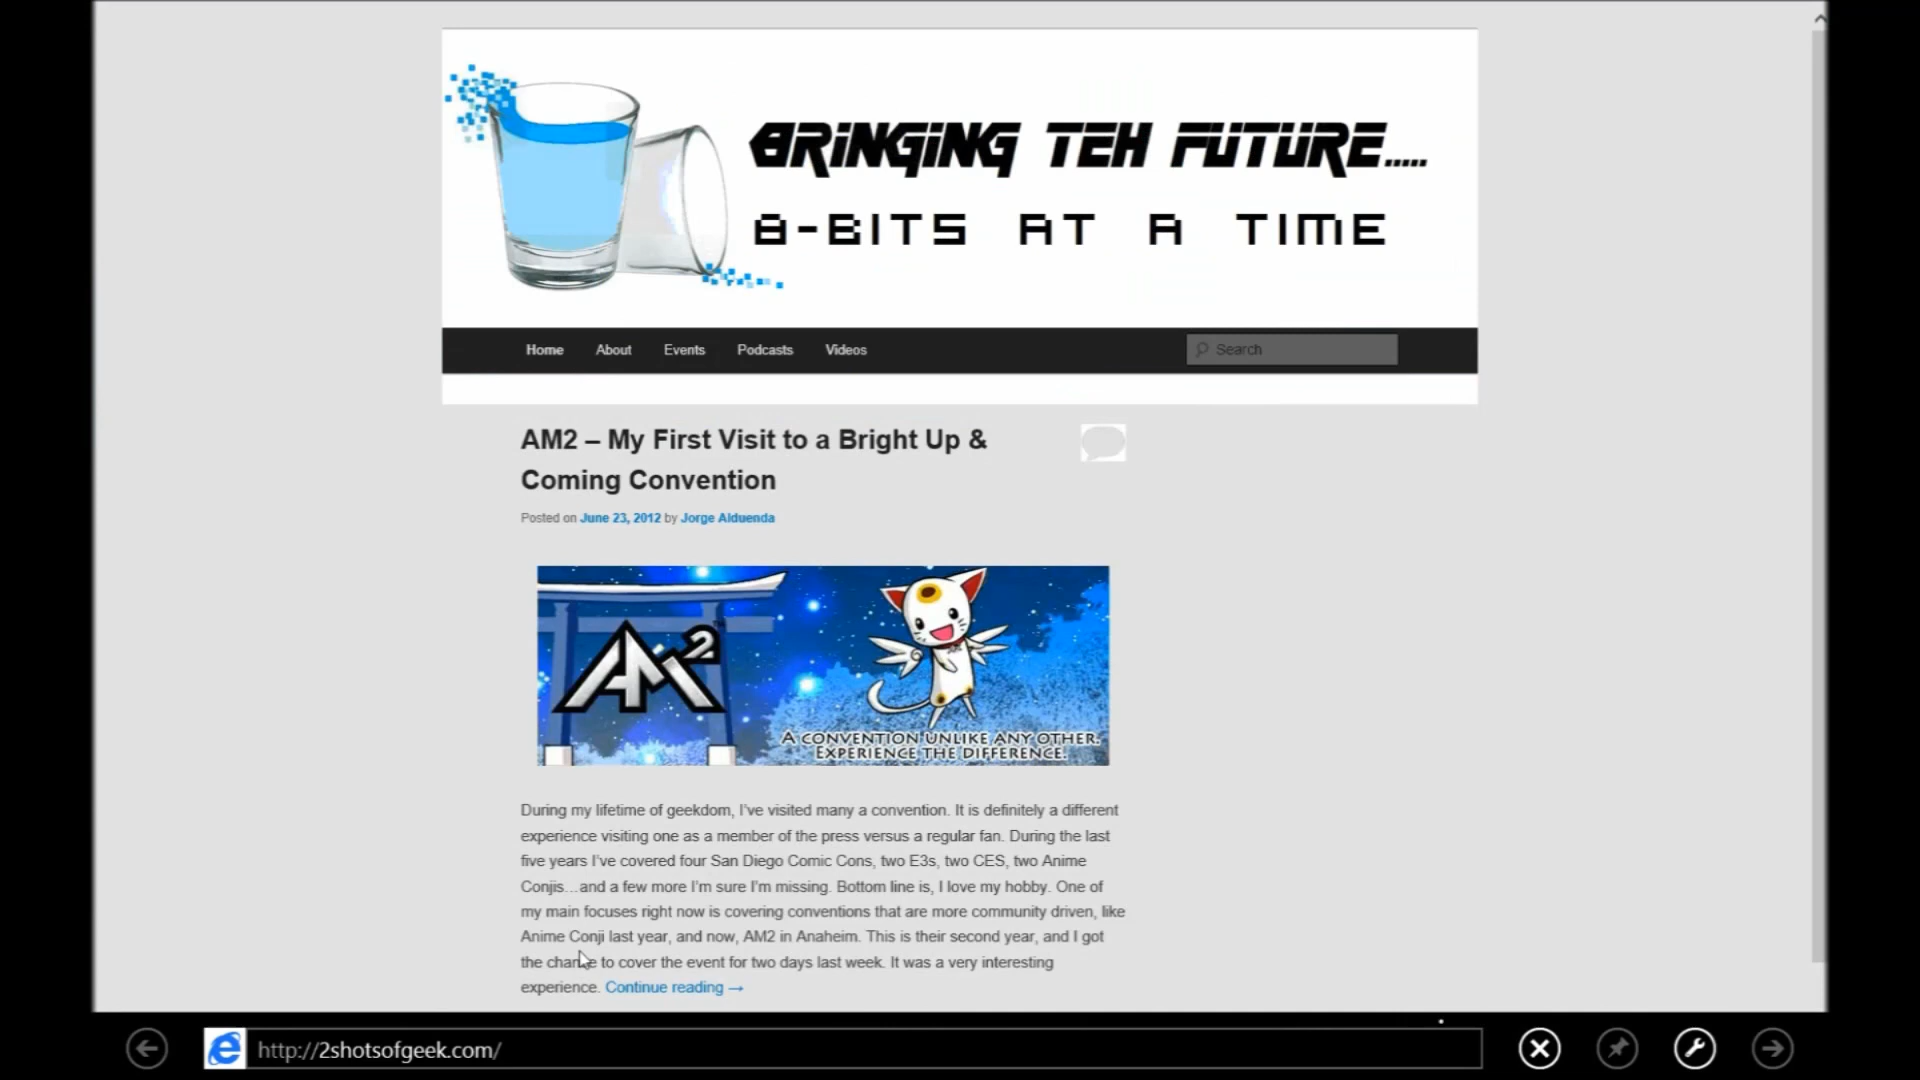 BRINGING TEH FUTURE.....
8-BITS AT A TIME
Home About Events Podcasts Videos Search
AM2 – My First Visit to a Bright Up &
Coming Convention
Posted on June 23, 2012 by Jorge Alduenda
AM2
A CONVENTION UNLIKE ANY OTHER.
EXPERIENCE THE DIFFERENCE.
During my lifetime of geekdom, I've visited many a convention. It is definitely a different
experience visiting one as a member of the press versus a regular fan. During the last
five years I've covered four San Diego Comic Cons, two E3s, two CES, two Anime
Conjis...and a few more I'm sure I'm missing. Bottom line is, I love my hobby. One of
my main focuses right now is covering conventions that are more community driven, like
Anime Conji last year, and now, AM2 in Anaheim. This is their second year, and I got
the chance to cover the event for two days last week. It was a very interesting
experience. Continue reading →
http://2shotsofgeek.com/